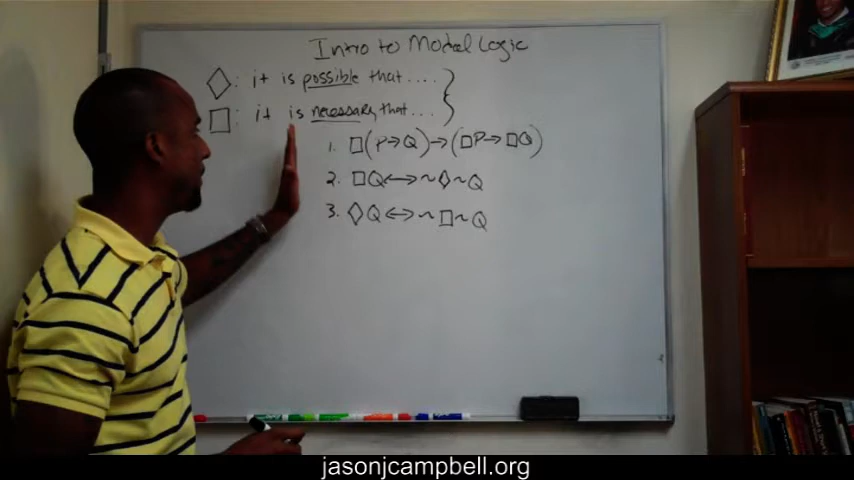 Intro to Modal Logic
◇: it is possible that....
□: it is necessary that...
1. □(P→Q)→(□P→□Q)
2. □Q↔~◇~Q
3. ◇Q↔~□~Q
jasonjcampbell.org